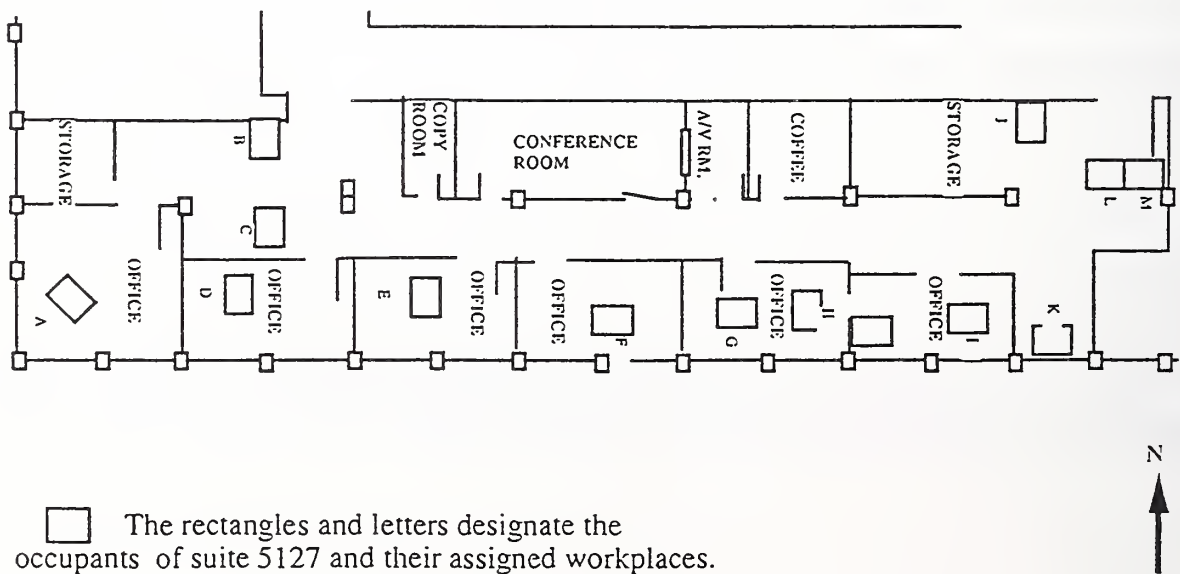 STORAGE
B
COPY
ROOM
CONFERENCE
ROOM
A/V RM.
COFFEE
STORAGE
J
L
M
C
A
OFFICE
D
OFFICE
E
OFFICE
OFFICE
F
G
OFFICE
H
OFFICE
I
K
N
The rectangles and letters designate the
occupants of suite 5127 and their assigned workplaces.